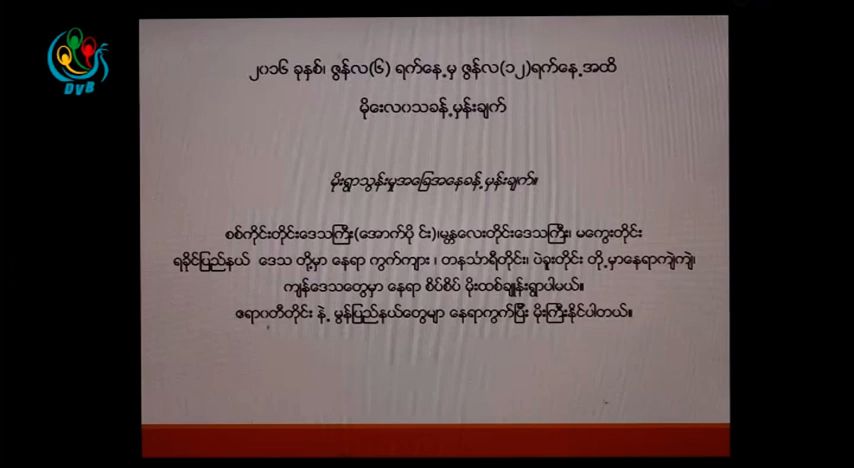 DVB
၂၀၁၆ ခုနှစ်၊ ဇွန်လ(၆) ရက်နေ့မှ ဇွန်လ(၁၂)ရက်နေ့အထိ
မိုးလေဝသခန့်မှန်းချက်
မိုးရွာသွန်းမှုအခြေအနေခန့်မှန်းချက်။
စစ်ကိုင်းတိုင်းဒေသကြီး(အောက်ပို င်း)၊မန္တလေးတိုင်းဒေသကြီး၊ မကွေးတိုင်း
ရခိုင်ပြည်နယ် ဒေသ တို့မှာ နေရာ ကွက်ကျား ၊ တနင်္သာရီတိုင်း၊ ပဲခူးတိုင်း တို့မှာနေရာကျဲကျဲ၊
ကျန်ဒေသတွေမှာ နေရာ စိပ်စိပ် မိုးထစ်ချုန်းရွာပါမယ်။
ဧရာဝတီတိုင်း နဲ့ မွန်ပြည်နယ်တွေမျာ နေရာကွက်ပြီး မိုးကြီးနိုင်ပါတယ်။